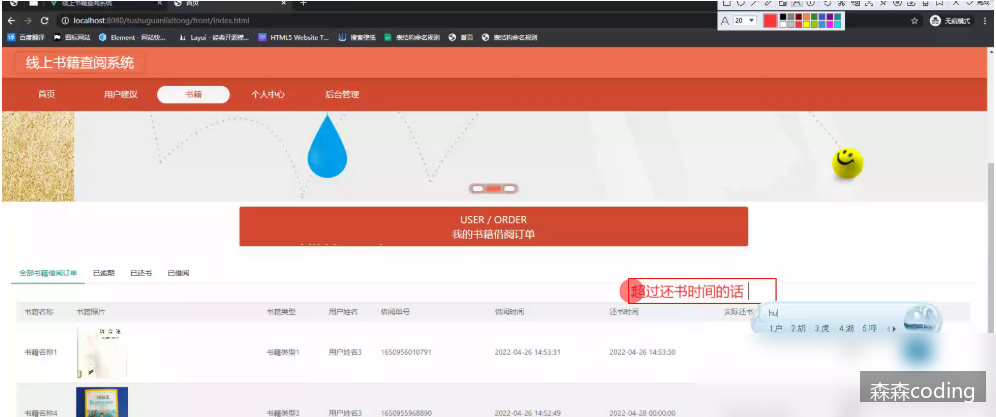 线上书籍查阅系统
localhost:8080/tushuguanlixitong/front/index.html
20
无痕模式
百度翻译 图标网站 Element - 网站快... Layui - 经典开源模... HTML5 Website T... 搜索壁纸 表结构命名规则 首页 表结构命名规则
线上书籍查阅系统
首页 用户建议 书籍 个人中心 后台管理
USER / ORDER
我的书籍借阅订单
全部书籍借阅订单 已逾期 已还书 已借阅
超过还书时间的话
书籍名称 书籍照片 书籍类型 用户姓名 借阅单号 借阅时间 还书时间 实际还书
hu
1.户 2.胡 3.虎 4.湖 5.呼
书籍名称1 书籍类型1 用户姓名3 1650956010791 2022-04-26 14:53:31 2022-04-26 14:53:30
书籍名称4 书籍类型3 用户姓名3 1650955968890 2022-04-26 14:52:49 2022-04-28 00:00:00
森森coding